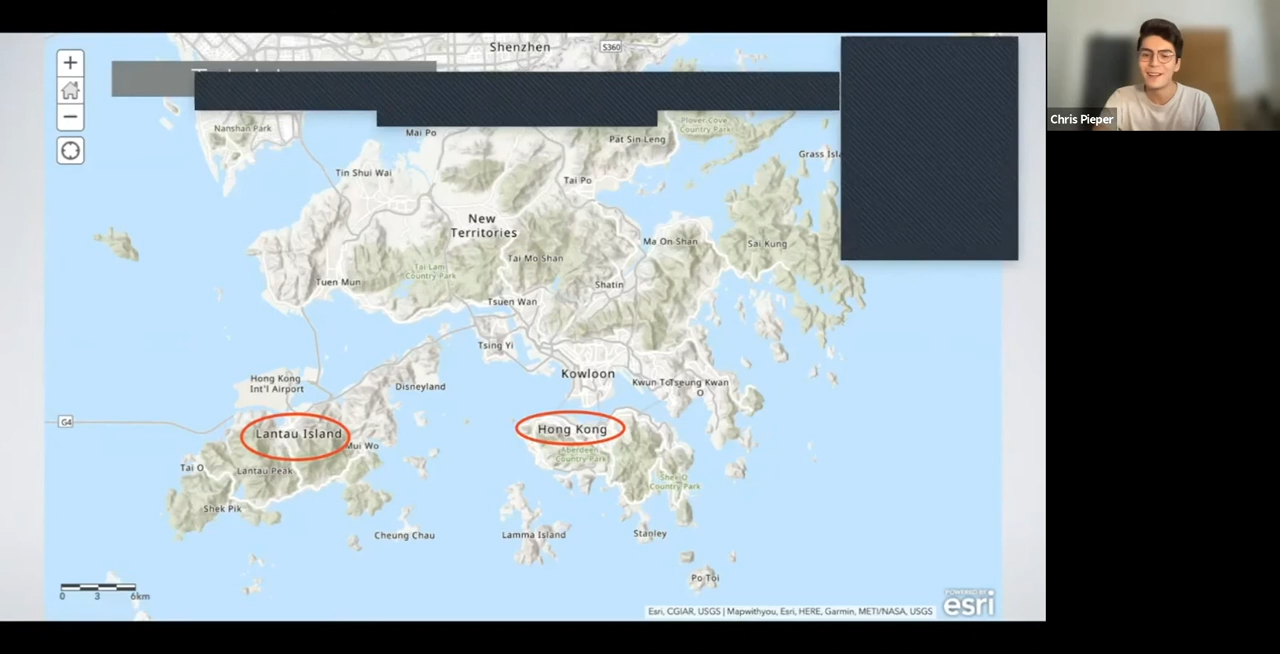 Shenzhen
S360
Chris Pieper
Nanshan Park
Mai Po
Plover Cove
Country Park
Pat Sin Leng
Grass Isla
Tin Shui Wai
Tai Po
New
Territories
Ma On Shan
Sai Kung
Tai Mo Shan
Tai Lam
Country Park
Tuen Mun
Shatin
Tsuen Wan
Tsing Yi
Kowloon
Hong Kong
Int'l Airport
Disneyland
Kwun To
Tseung Kwan
O
G4
Lantau Island
Hong Kong
Mui Wo
Aberdeen
Country Park
Tai O
Lantau Peak
Shek O
Country Park
Shek Pik
Cheung Chau
Lamma Island
Stanley
Po Toi
0 3 6km
POWERED BY
esri
Esri, CGIAR, USGS | Mapwithyou, Esri, HERE, Garmin, METI/NASA, USGS